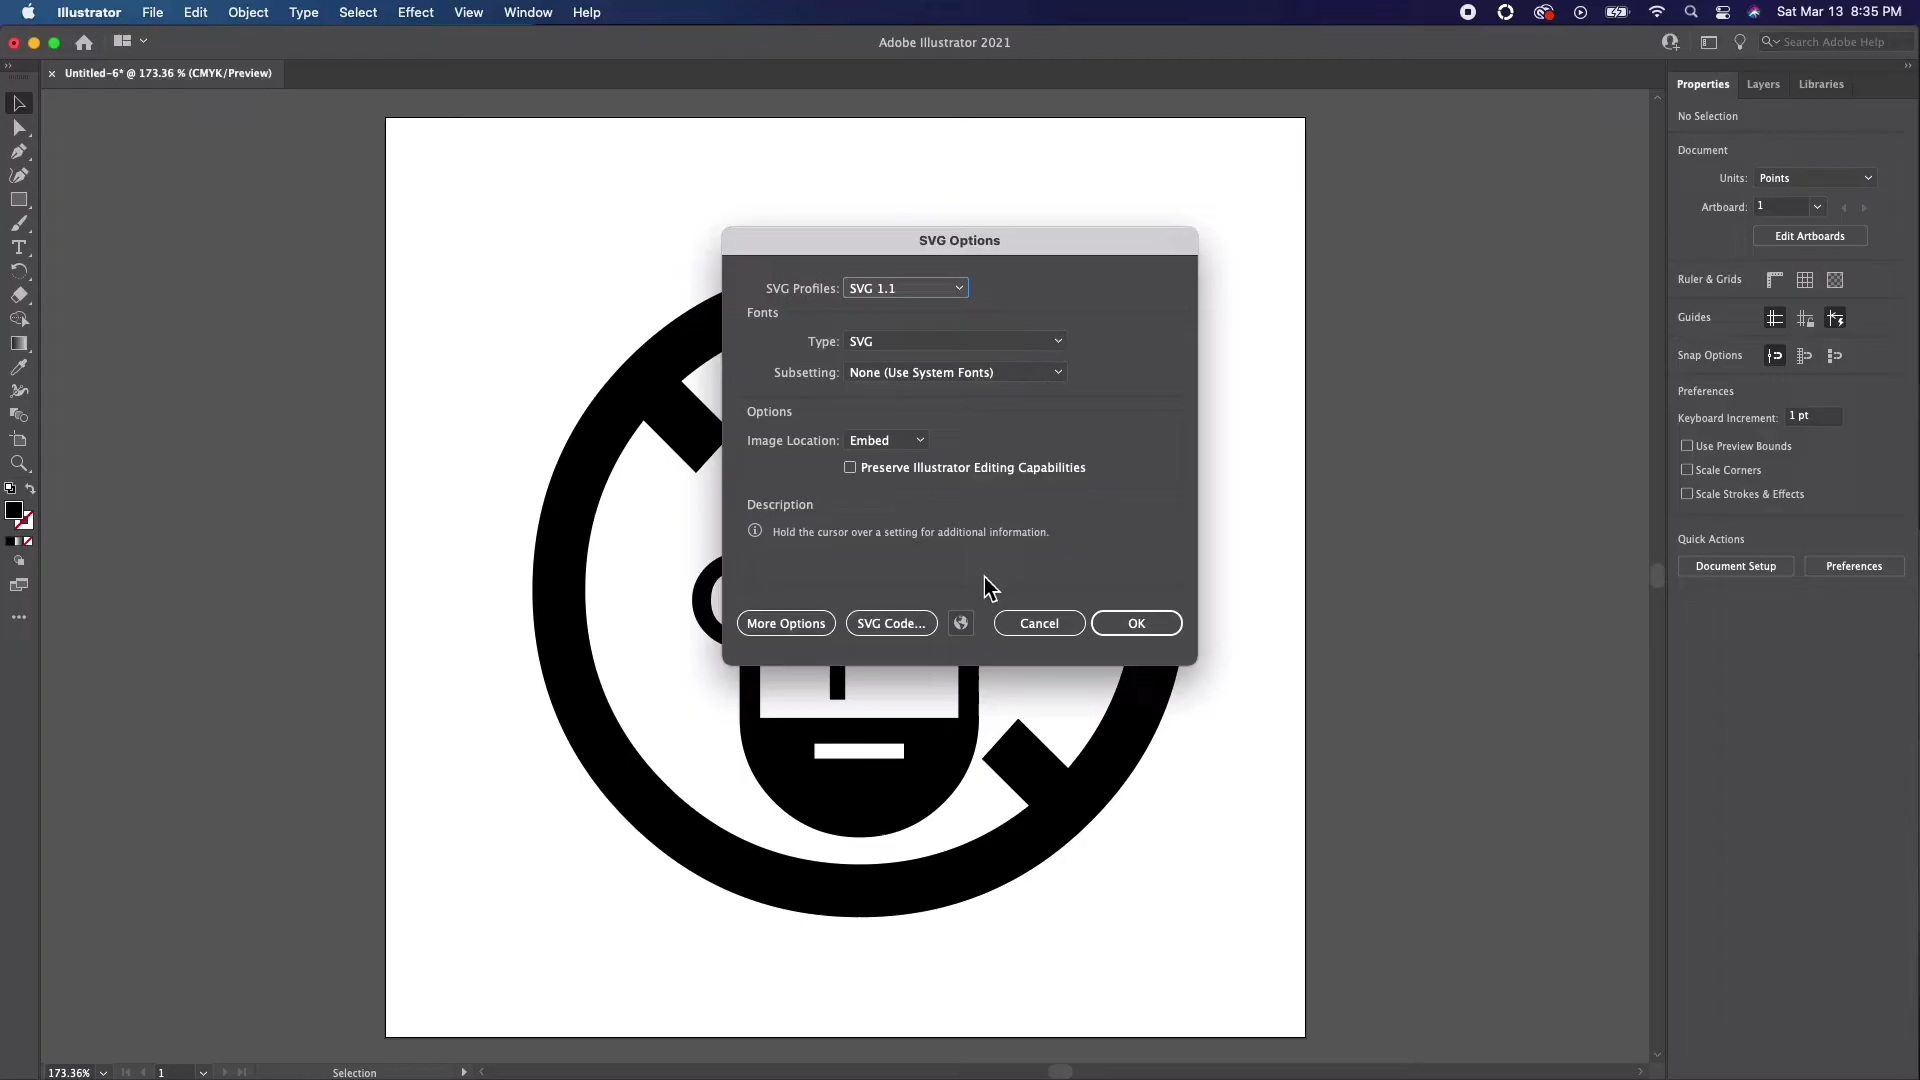 Illustrator File Edit Object Type Select Effect View Window Help Sat Mar 13 8:35 PM
Adobe Illustrator 2021 Search Adobe Help
Untitled-6* @ 173.36 % (CMYK/Preview)
Properties Layers Libraries
No Selection
Document
Units: Points
Artboard: 1
Edit Artboards
Ruler & Grids
Guides
Snap Options
Preferences
Keyboard Increment: 1 pt
Use Preview Bounds
Scale Corners
Scale Strokes & Effects
Quick Actions
Document Setup Preferences
SVG Options
SVG Profiles: SVG 1.1
Fonts
Type: SVG
Subsetting: None (Use System Fonts)
Options
Image Location: Embed
Preserve Illustrator Editing Capabilities
Description
Hold the cursor over a setting for additional information.
More Options SVG Code... Cancel OK
173.36% 1 Selection